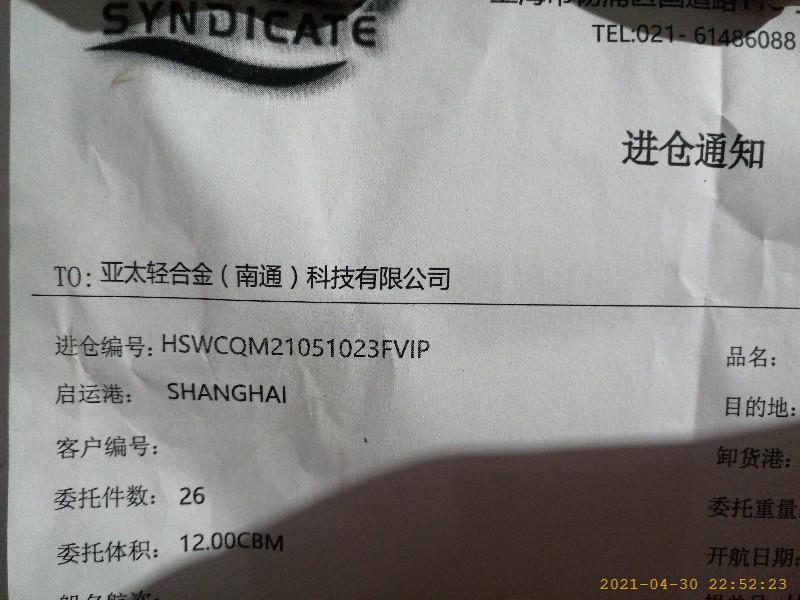 SYNDICATE
TEL:021- 61486088
进仓通知
TO: 亚太轻合金（南通）科技有限公司
进仓编号: HSWCQM21051023FVIP
品名:
启运港: SHANGHAI
目的地:
客户编号:
卸货港:
委托件数: 26
委托重量
委托体积: 12.00CBM
开航日期:
2021-04-30 22:52:23